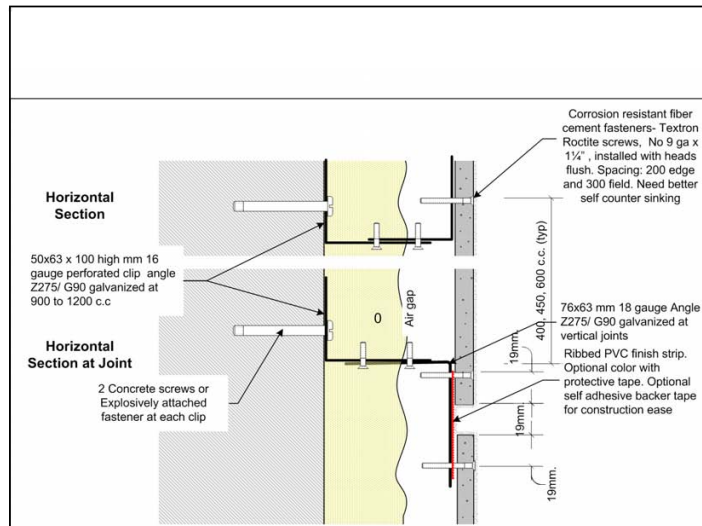 Corrosion resistant fiber
cement fasteners- Textron
Roctite screws, No 9 ga x
1¼" , installed with heads
flush. Spacing: 200 edge
and 300 field. Need better
self counter sinking
Horizontal
Section
50x63 x 100 high mm 16
gauge perforated clip angle
Z275/ G90 galvanized at
900 to 1200 c.c
Horizontal
Section at Joint
2 Concrete screws or
Explosively attached
fastener at each clip
0
Air gap
400, 450, 600 c.c. (typ)
76x63 mm 18 gauge Angle
Z275/ G90 galvanized at
vertical joints
19mm.
Ribbed PVC finish strip.
Optional color with
protective tape. Optional
self adhesive backer tape
for construction ease
19mm.
19mm.